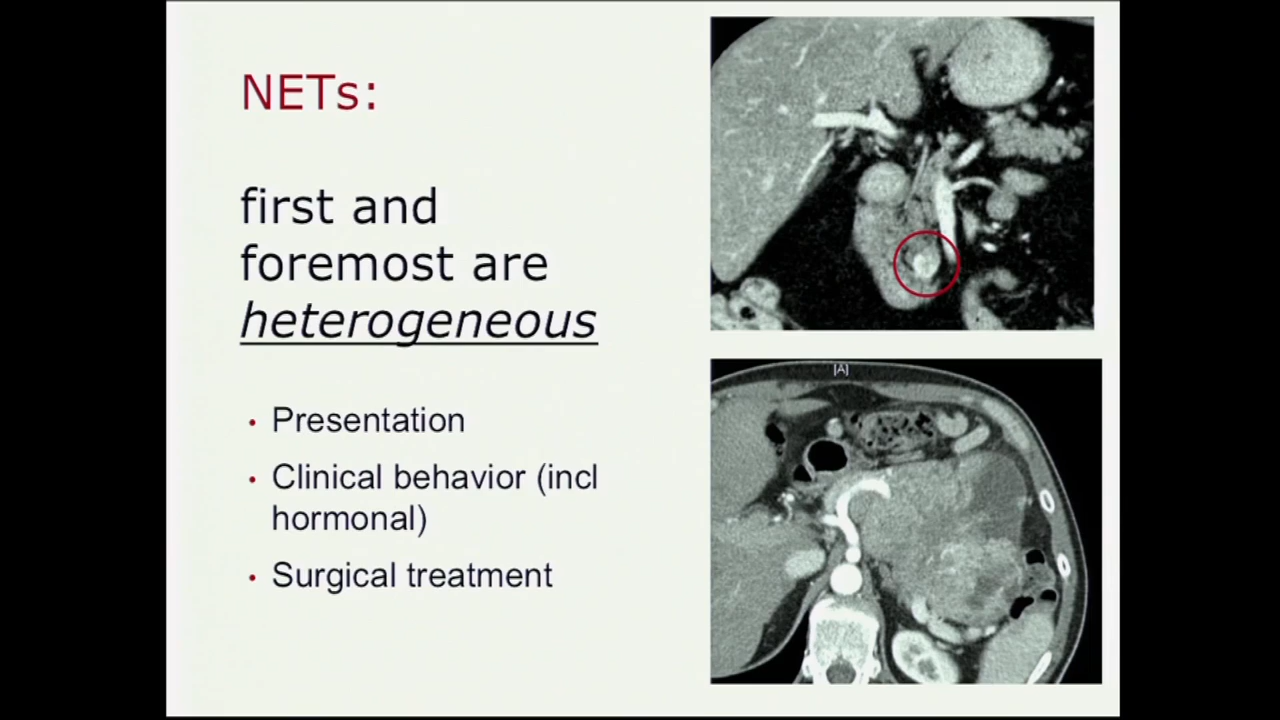 NETs:
first and
foremost are
heterogeneous
• Presentation
• Clinical behavior (incl
hormonal)
• Surgical treatment
[A]